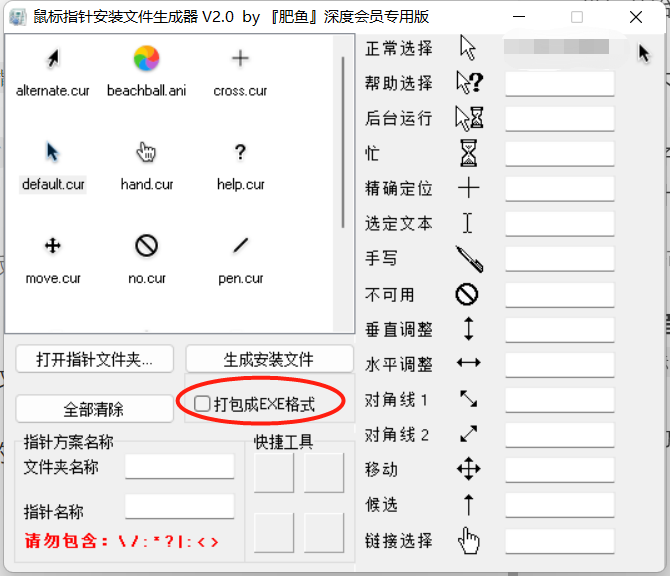 鼠标指针安装文件生成器 V2.0 by 『肥鱼』深度会员专用版
alternate.cur
beachball.ani
cross.cur
default.cur
hand.cur
help.cur
move.cur
no.cur
pen.cur
打开指针文件夹...
生成安装文件
全部清除
打包成EXE格式
指针方案名称
文件夹名称
指针名称
请勿包含：\ / : * ? | : < >
快捷工具
正常选择
帮助选择
后台运行
忙
精确定位
选定文本
手写
不可用
垂直调整
水平调整
对角线 1
对角线 2
移动
候选
链接选择